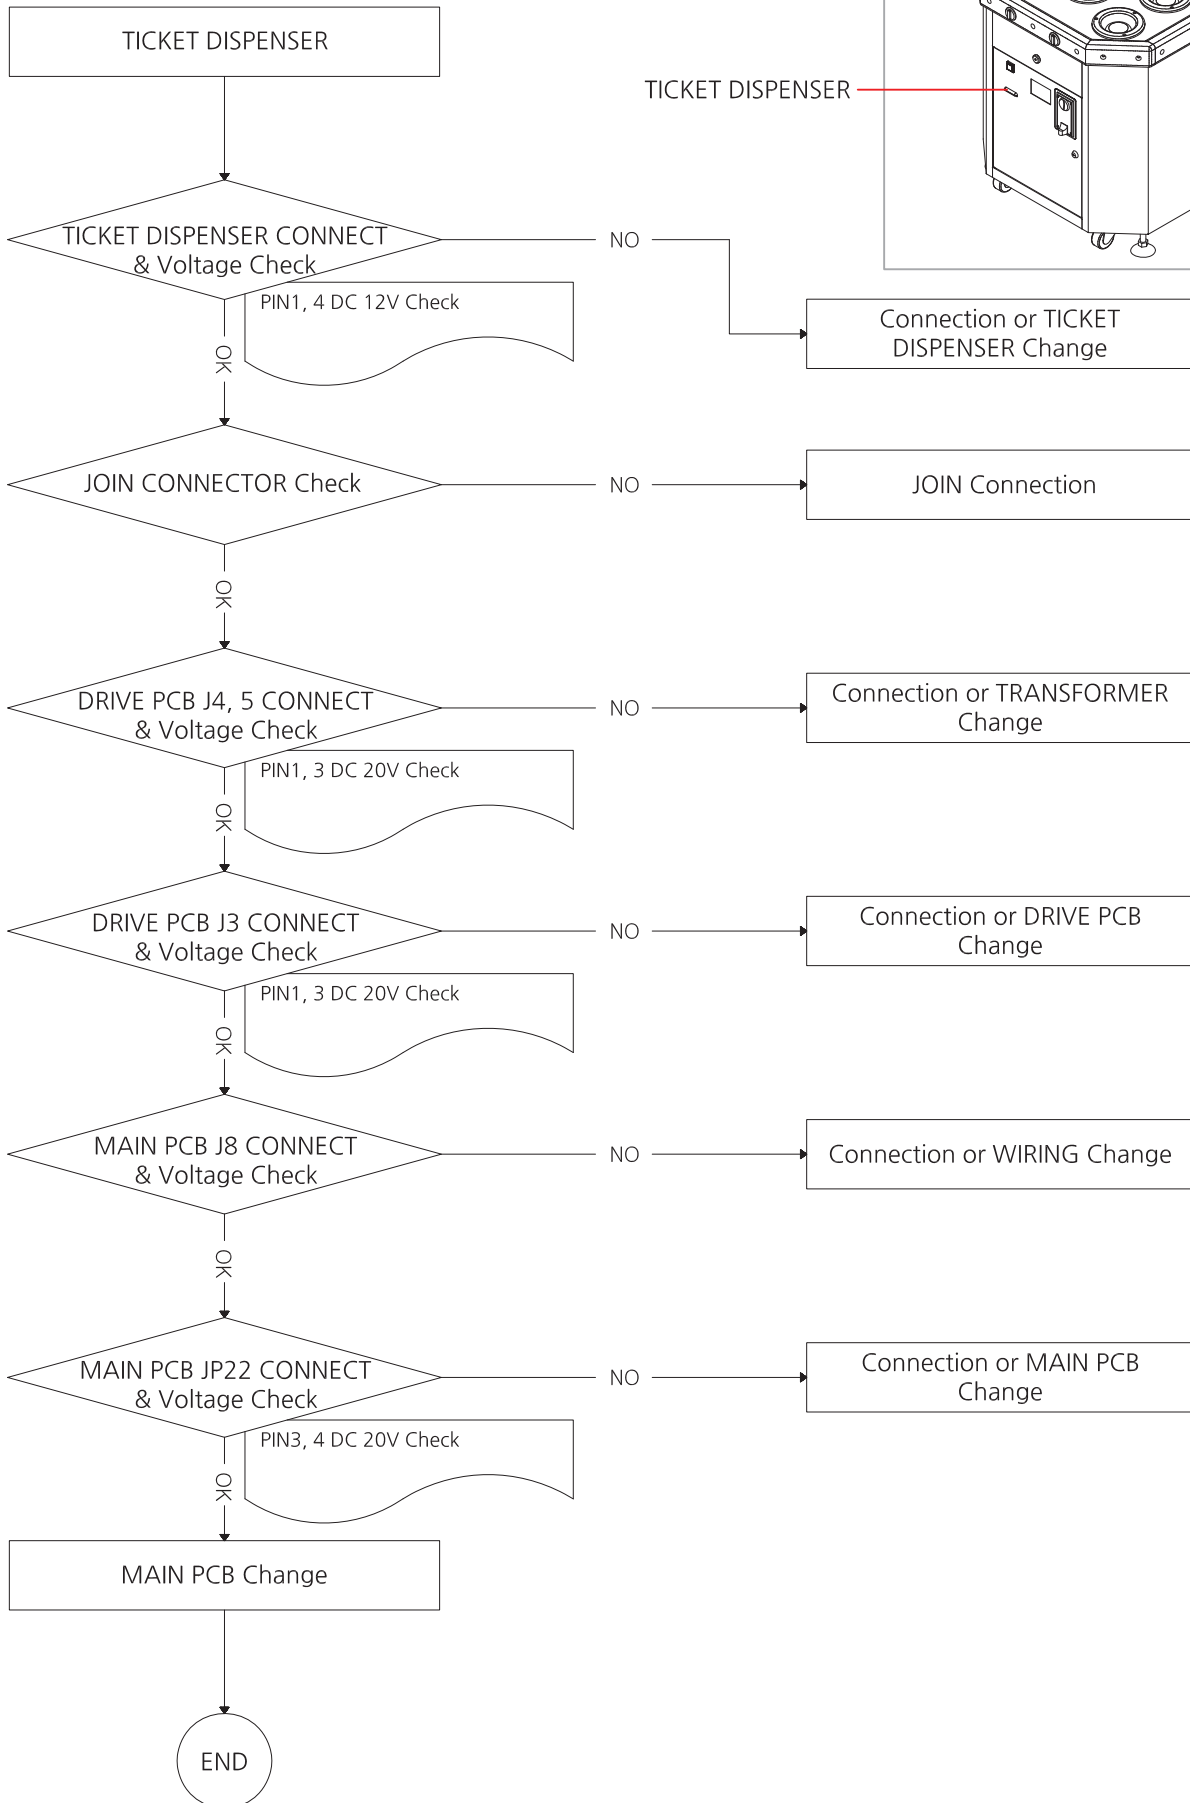 TICKET DISPENSER
TICKET DISPENSER
TICKET DISPENSER CONNECT
& Voltage Check
NO
PIN1, 4 DC 12V Check
Connection or TICKET
DISPENSER Change
OK
JOIN CONNECTOR Check
NO
JOIN Connection
OK
DRIVE PCB J4, 5 CONNECT
& Voltage Check
NO
Connection or TRANSFORMER
Change
PIN1, 3 DC 20V Check
OK
DRIVE PCB J3 CONNECT
& Voltage Check
NO
Connection or DRIVE PCB
Change
PIN1, 3 DC 20V Check
OK
MAIN PCB J8 CONNECT
& Voltage Check
NO
Connection or WIRING Change
OK
MAIN PCB JP22 CONNECT
& Voltage Check
NO
Connection or MAIN PCB
Change
PIN3, 4 DC 20V Check
OK
MAIN PCB Change
END